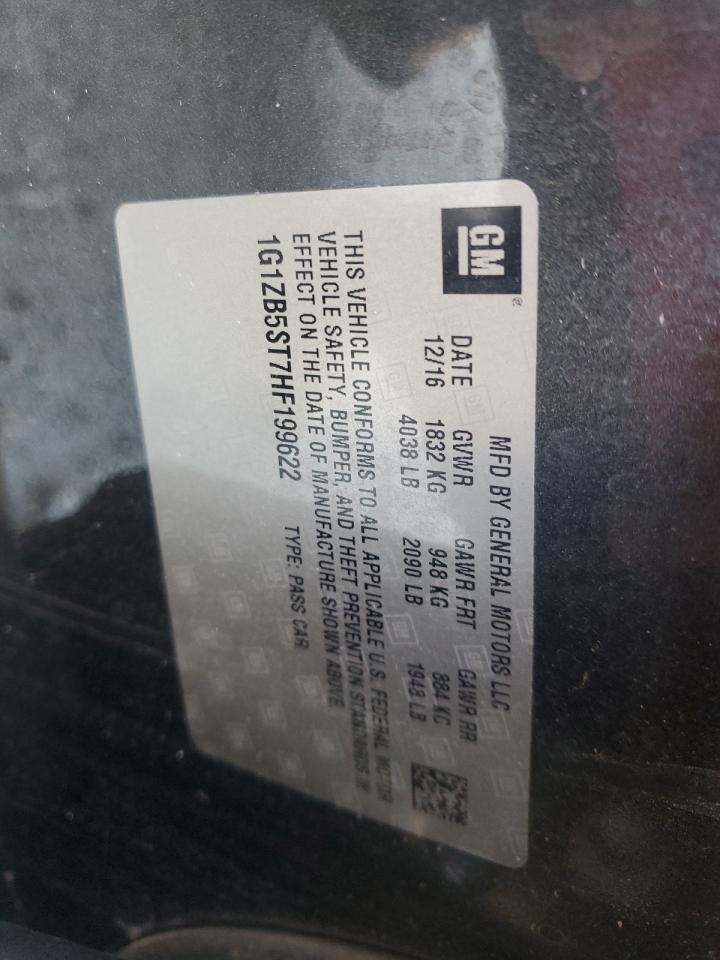 GM®
MFD BY GENERAL MOTORS LLC
DATE GVWR GAWR FRT GAWR RR
12/16 1832 KG 948 KG 884 KG
4038 LB 2090 LB 1948 LB
THIS VEHICLE CONFORMS TO ALL APPLICABLE U.S. FEDERAL MOTOR
VEHICLE SAFETY, BUMPER, AND THEFT PREVENTION STANDARDS IN
EFFECT ON THE DATE OF MANUFACTURE SHOWN ABOVE.
1G1ZB5ST7HF199622 TYPE: PASS CAR